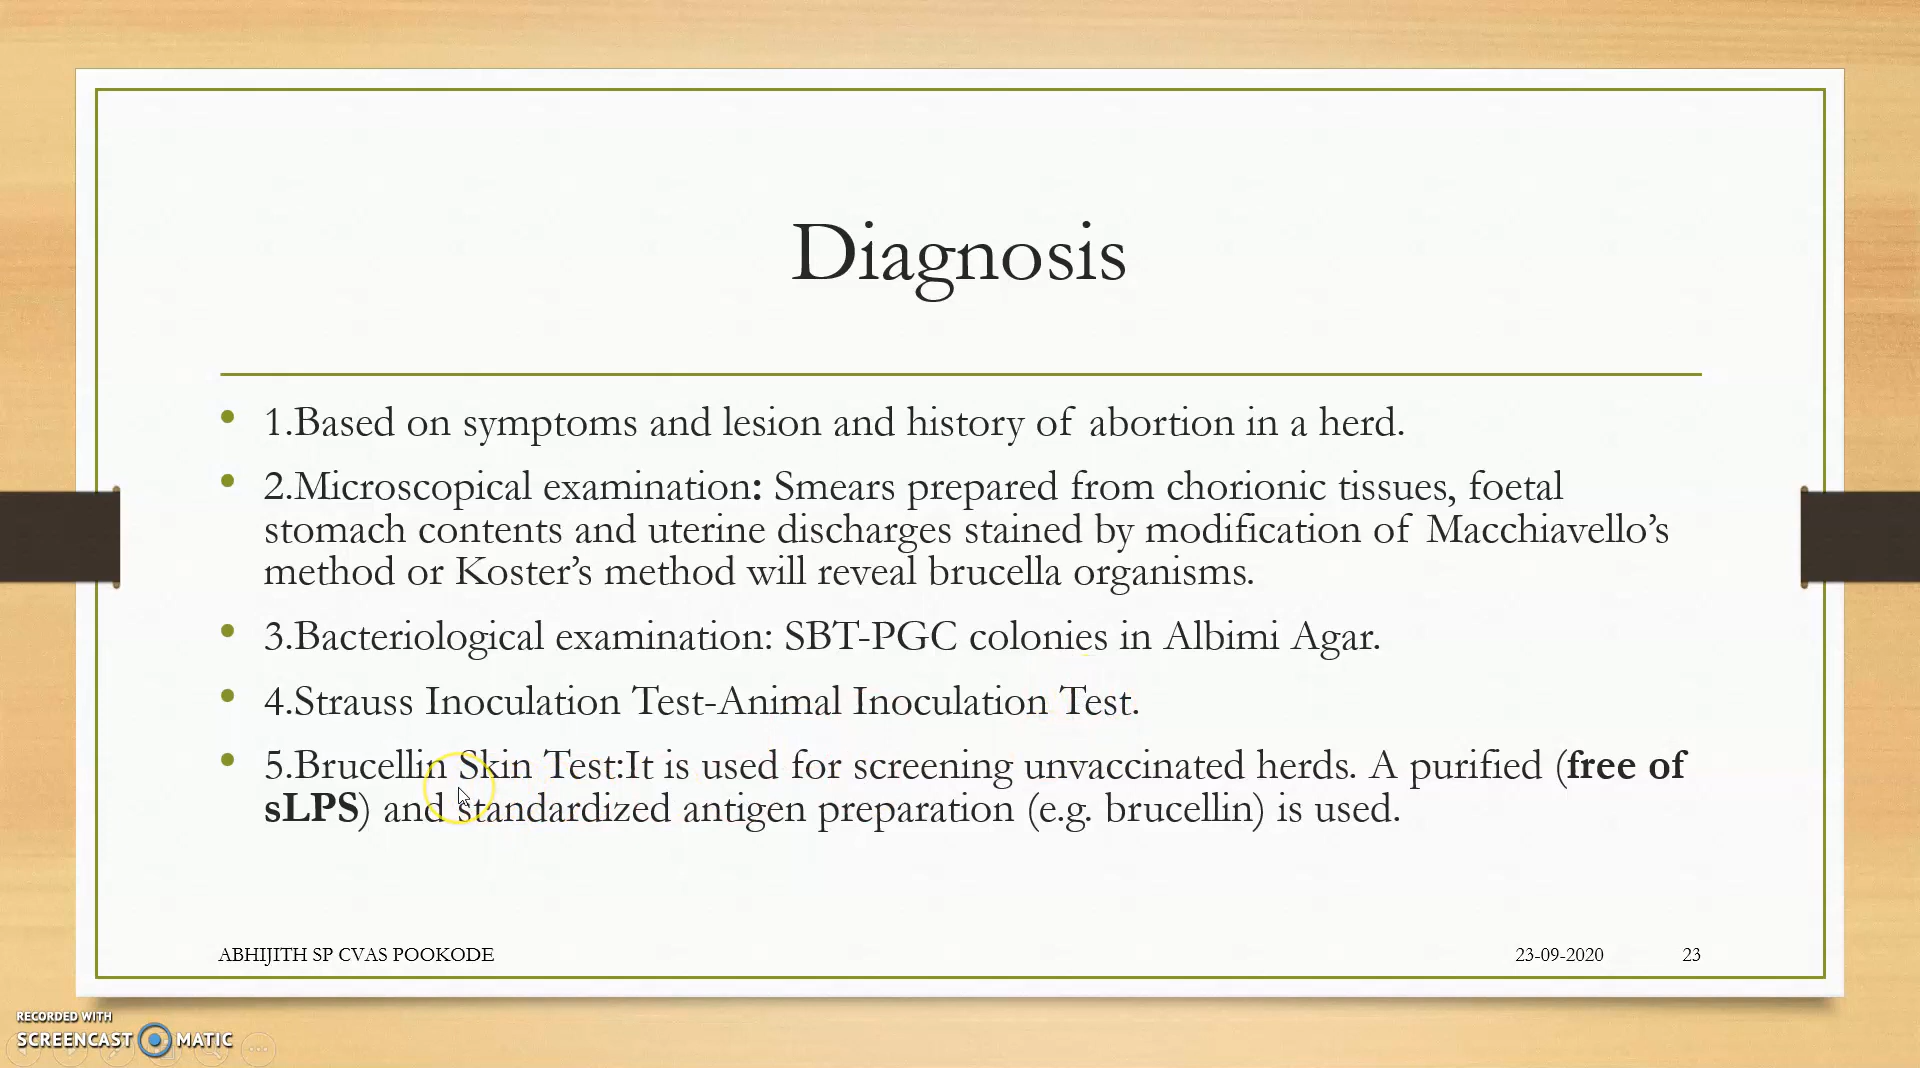 Diagnosis
• 1.Based on symptoms and lesion and history of abortion in a herd.
• 2.Microscopical examination: Smears prepared from chorionic tissues, foetal
stomach contents and uterine discharges stained by modification of Macchiavello’s
method or Koster’s method will reveal brucella organisms.
• 3.Bacteriological examination: SBT-PGC colonies in Albimi Agar.
• 4.Strauss Inoculation Test-Animal Inoculation Test.
• 5.Brucellin Skin Test:It is used for screening unvaccinated herds. A purified (free of
sLPS) and standardized antigen preparation (e.g. brucellin) is used.
ABHIJITH SP CVAS POOKODE 23-09-2020 23
RECORDED WITH
SCREENCAST MATIC